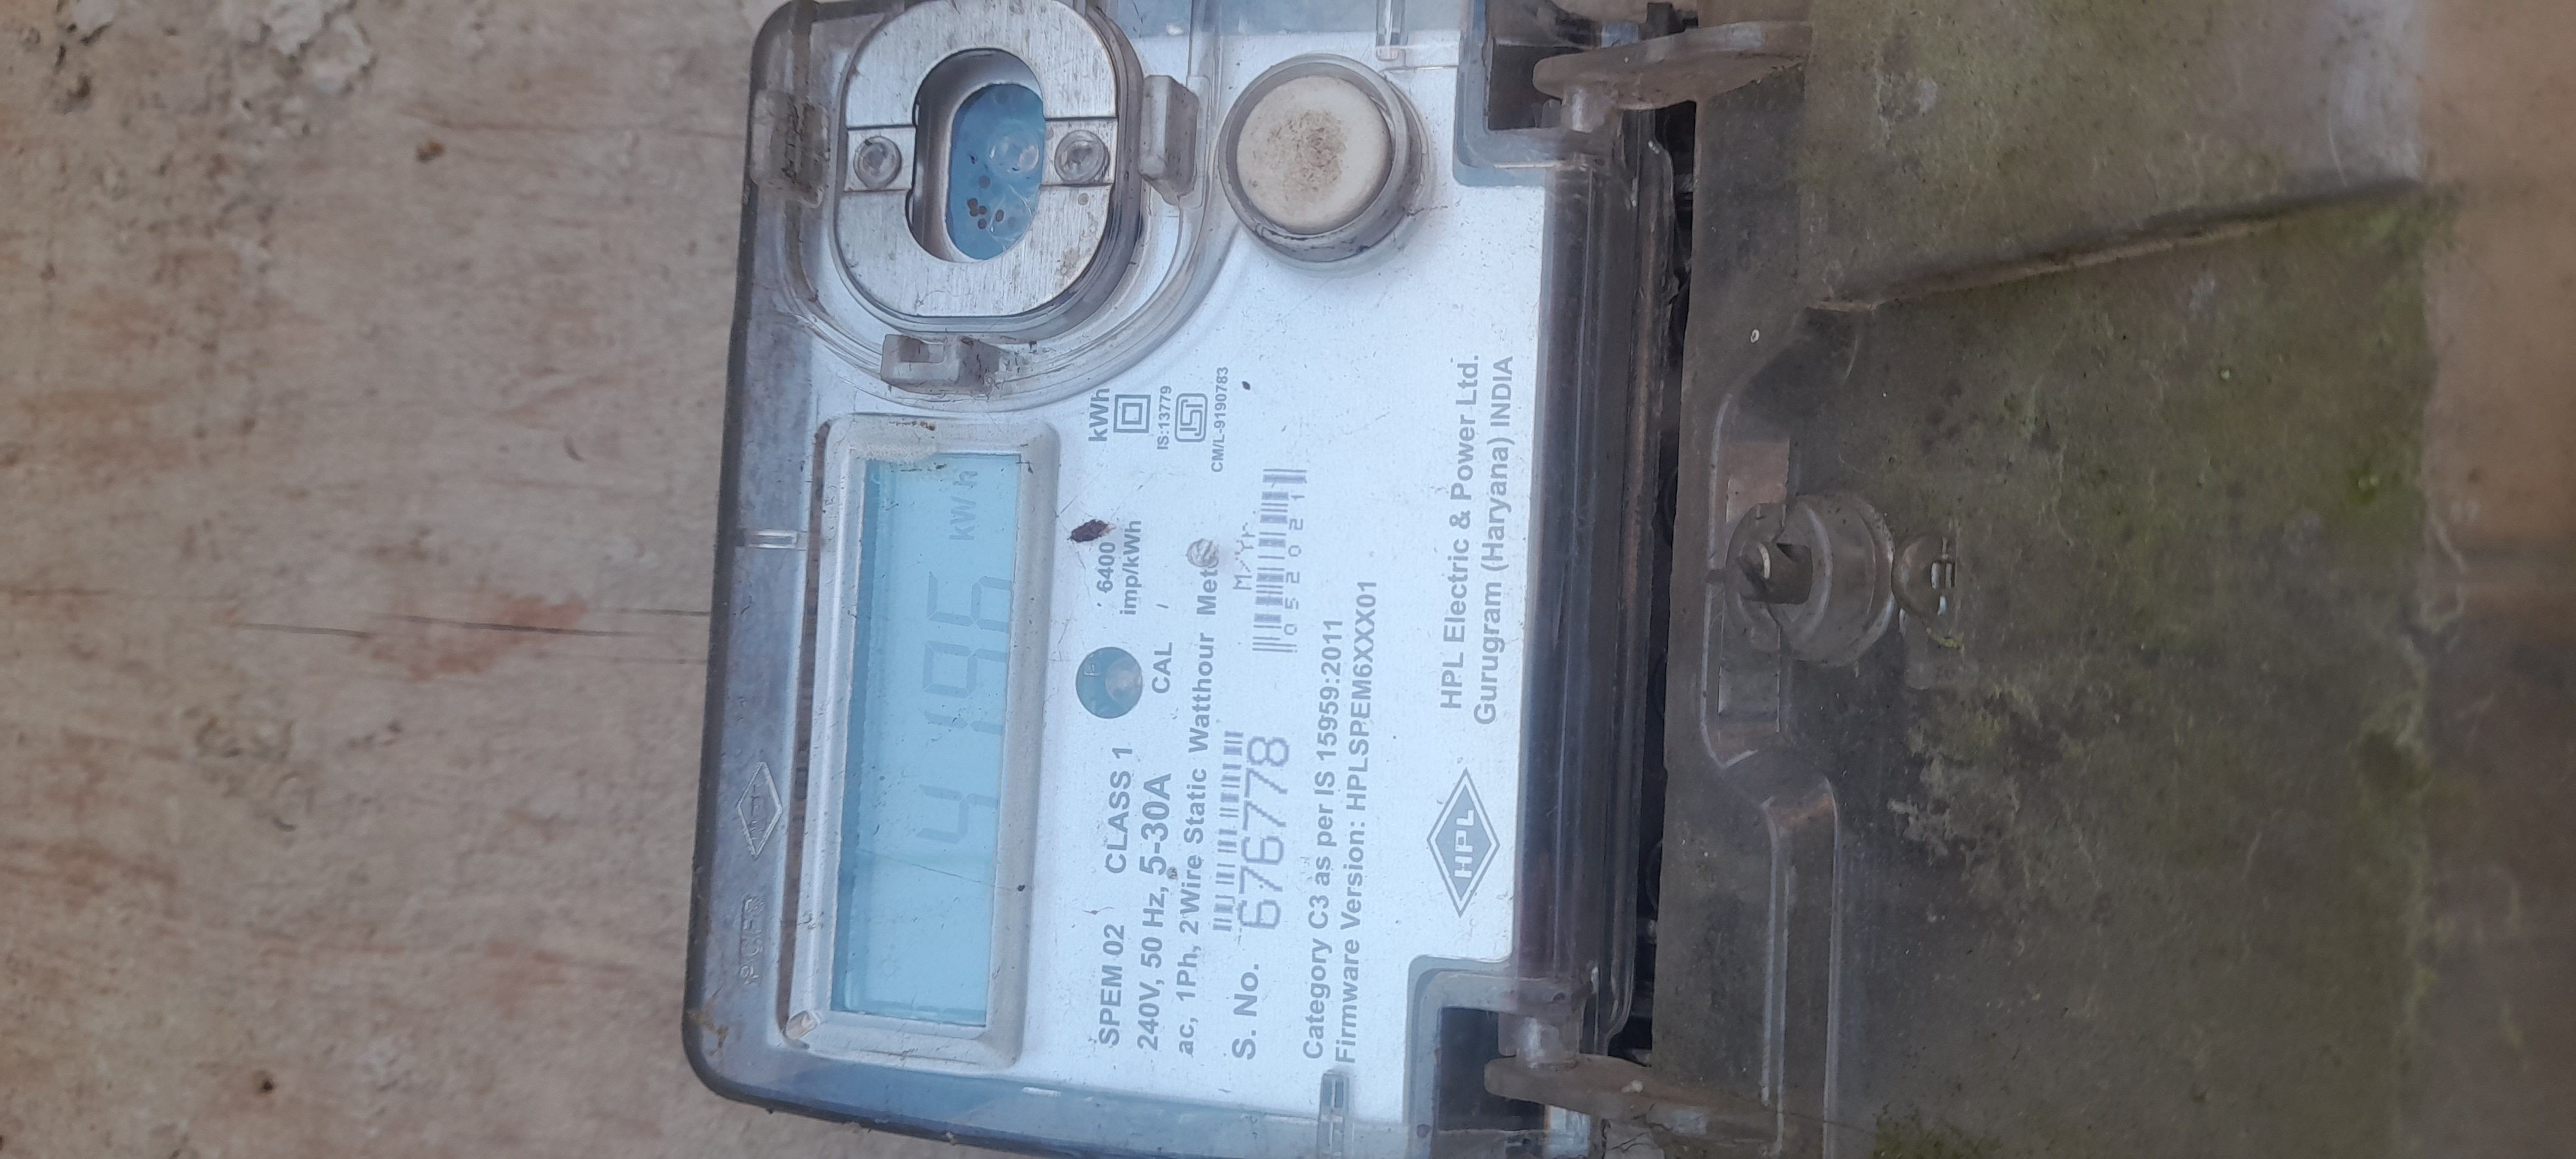 4196 kWh
kWh
6400
imp/kWh
CAL
IS:13779
CM/L-9190783
SPEM 02 CLASS 1
240V, 50 Hz, 5-30A
ac, 1Ph, 2Wire Static Watthour
M/Yr
052021
S. No. 676778
Category C3 as per IS 15959:2011
Firmware Version: HPLSPEM6XXX01
HPL
HPL Electric & Power Ltd.
Gurugram (Haryana) INDIA